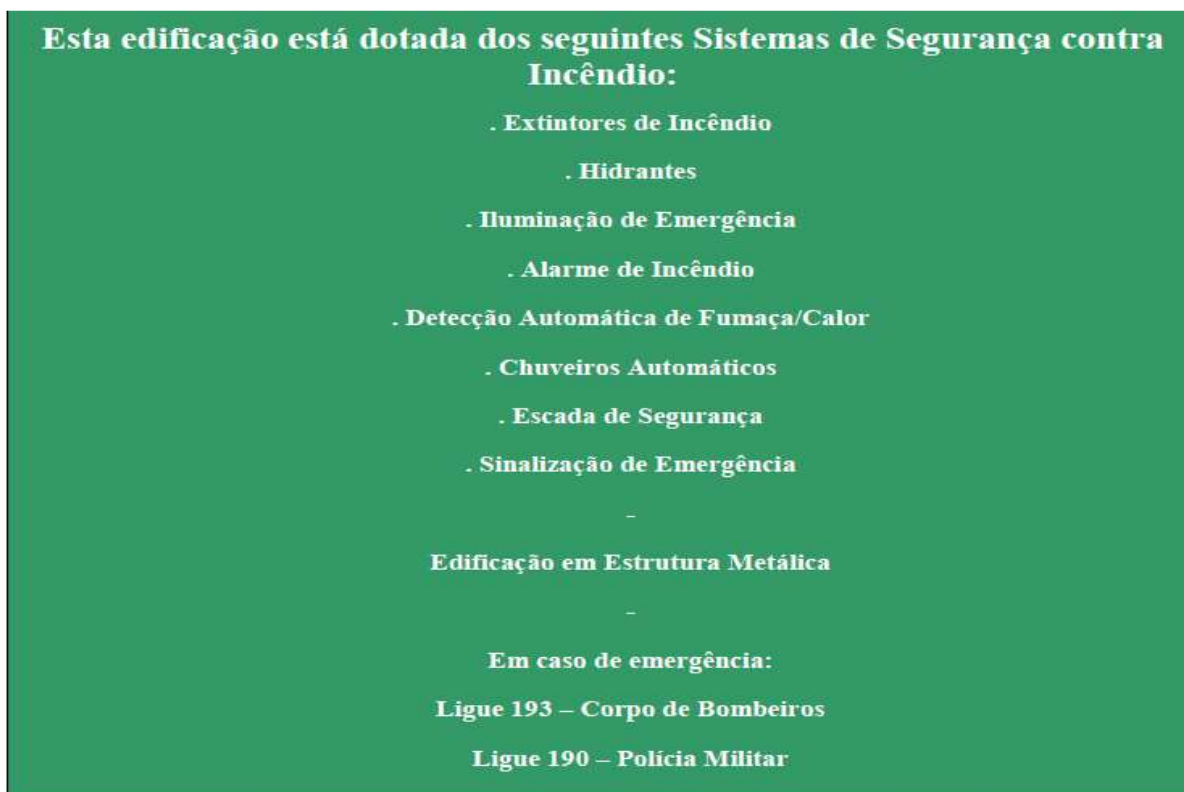 Esta edificação está dotada dos seguintes Sistemas de Segurança contra
Incêndio:
. Extintores de Incêndio
. Hidrantes
. Iluminação de Emergência
. Alarme de Incêndio
. Detecção Automática de Fumaça/Calor
. Chuveiros Automáticos
. Escada de Segurança
. Sinalização de Emergência
-
Edificação em Estrutura Metálica
-
Em caso de emergência:
Ligue 193 – Corpo de Bombeiros
Ligue 190 – Polícia Militar